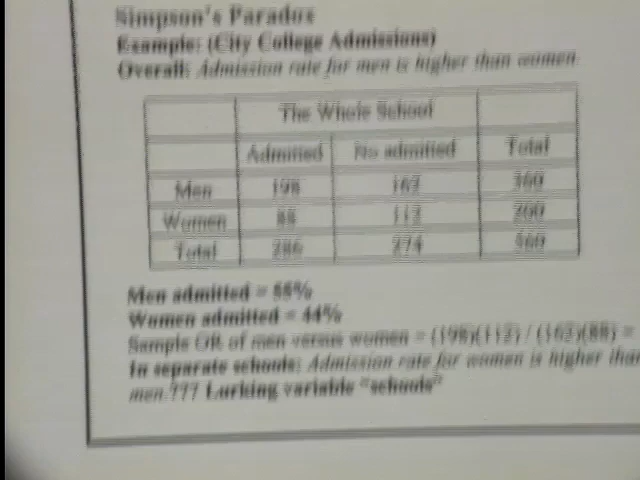 Simpson's Paradox
Example: (City College Admissions)
Overall: Admission rate for men is higher than women.
The Whole School
Admitted No admitted Total
Men 198 162 360
Women 88 112 200
Total 286 274 560
Men admitted = 55%
Women admitted = 44%
Sample OR of men versus women = (198)(112) / (162)(88) =
In separate schools: Admission rate for women is higher than
men.??? Lurking variable "schools"